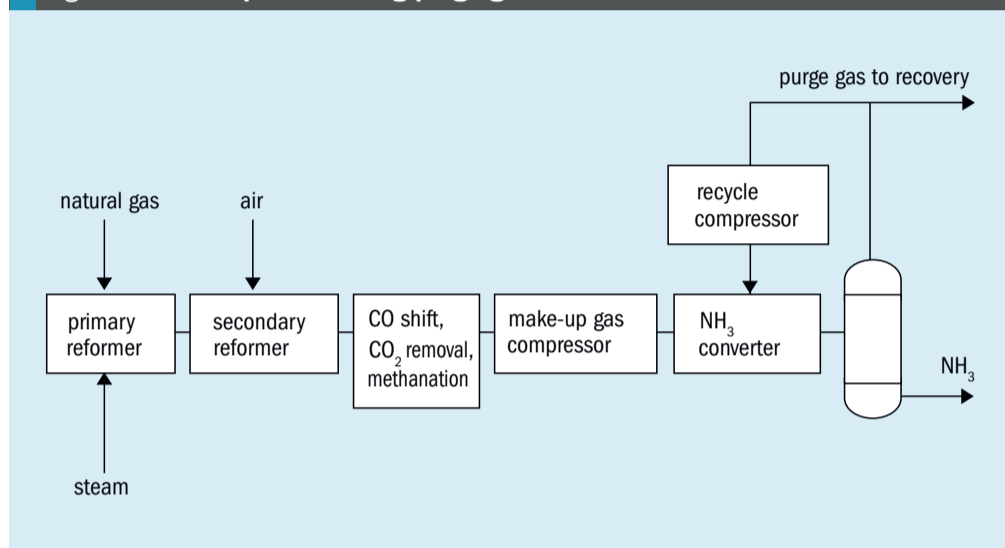 purge gas to recovery
recycle
compressor
natural gas
air
primary
reformer
secondary
reformer
CO shift,
CO2 removal,
methanation
make-up gas
compressor
NH3
converter
NH3
steam